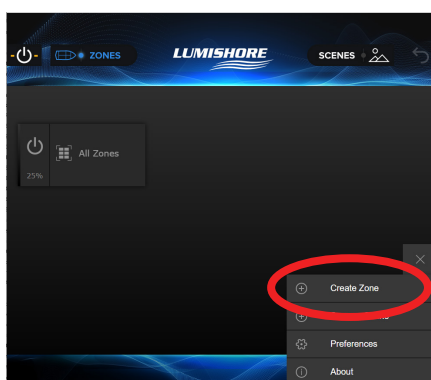 ZONES
LUMISHORE
SCENES
All Zones
25%
Create Zone
Preferences
About